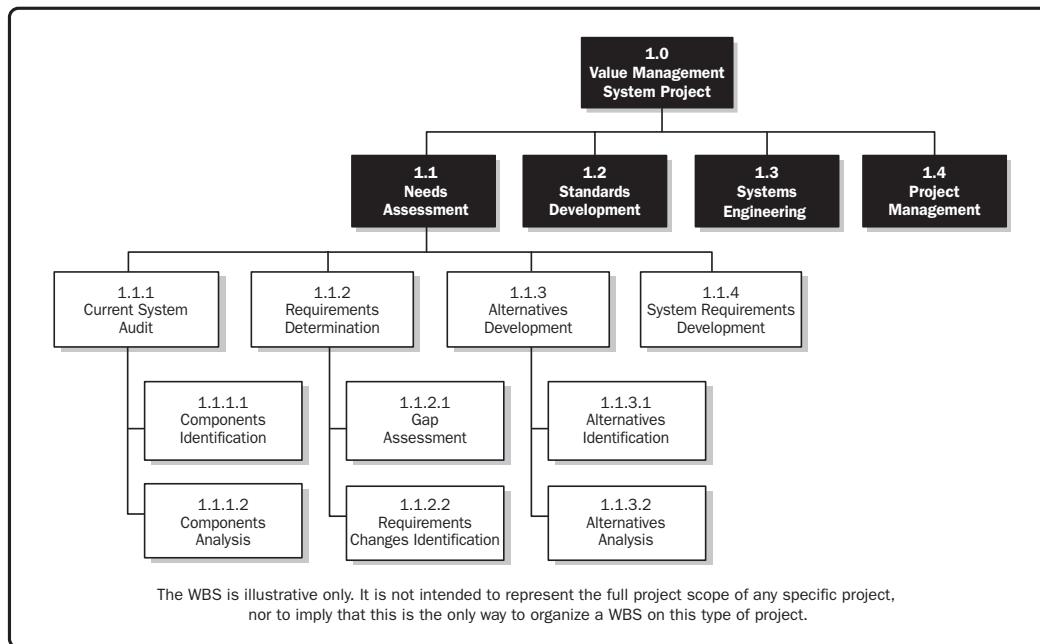 1.0
Value Management
System Project
1.1
Needs
Assessment
1.2
Standards
Development
1.3
Systems
Engineering
1.4
Project
Management
1.1.1
Current System
Audit
1.1.2
Requirements
Determination
1.1.3
Alternatives
Development
1.1.4
System Requirements
Development
1.1.1.1
Components
Identification
1.1.2.1
Gap
Assessment
1.1.3.1
Alternatives
Identification
1.1.1.2
Components
Analysis
1.1.2.2
Requirements
Changes Identification
1.1.3.2
Alternatives
Analysis
The WBS is illustrative only. It is not intended to represent the full project scope of any specific project,
nor to imply that this is the only way to organize a WBS on this type of project.